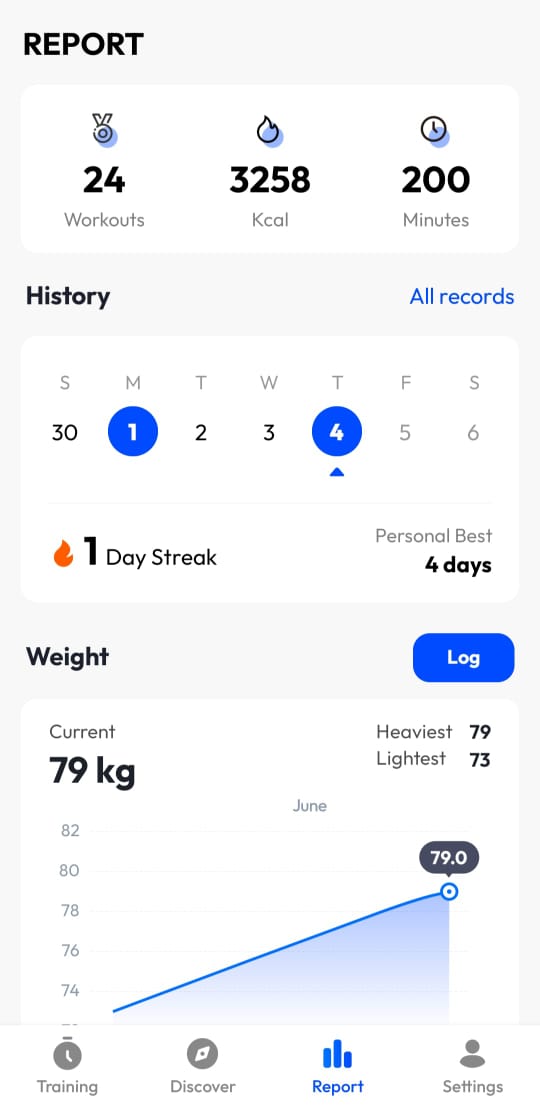 REPORT
24 3258 200
Workouts Kcal Minutes
History All records
S M T W T F S
30 1 2 3 4 5 6
1 Day Streak
Personal Best
4 days
Weight Log
Current
79 kg
Heaviest 79
Lightest 73
June
82
80
79.0
78
76
74
Training Discover Report Settings